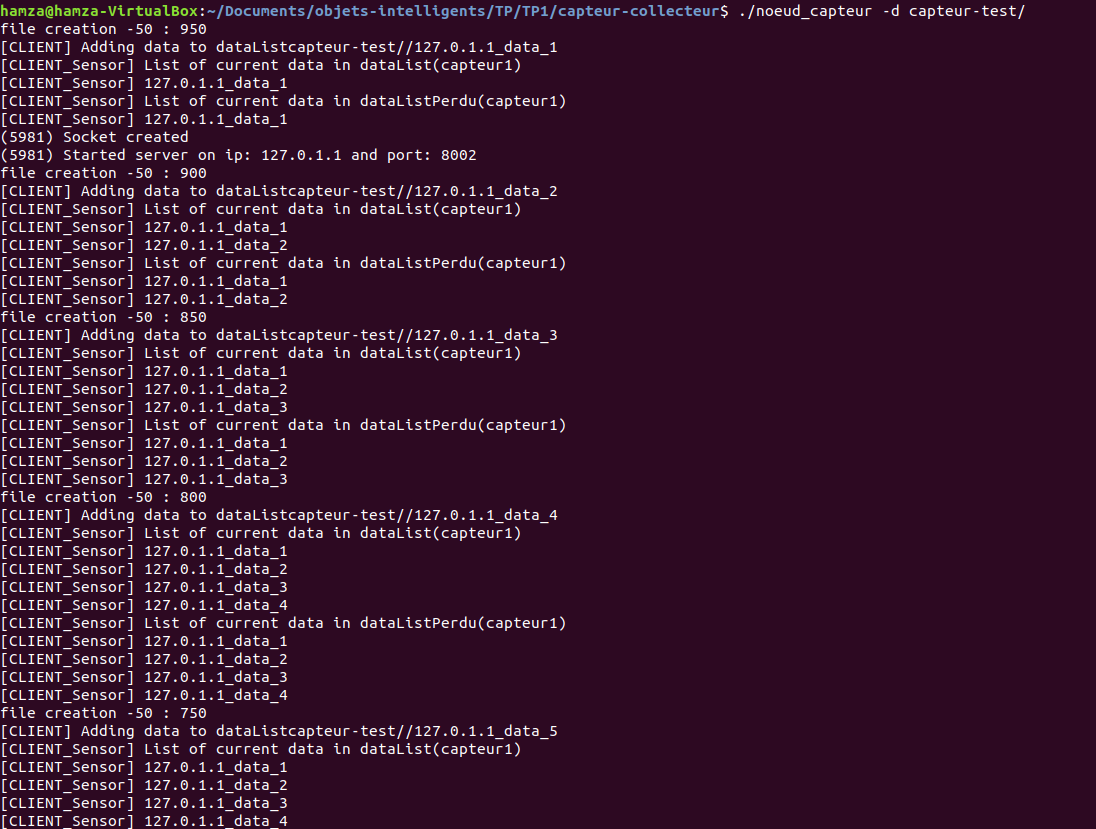 hamza@hamza-VirtualBox:~/Documents/objets-intelligents/TP/TP1/capteur-collecteur$ ./noeud_capteur -d capteur-test/
file creation -50 : 950
[CLIENT] Adding data to dataListcapteur-test//127.0.1.1_data_1
[CLIENT_Sensor] List of current data in dataList(capteur1)
[CLIENT_Sensor] 127.0.1.1_data_1
[CLIENT_Sensor] List of current data in dataListPerdu(capteur1)
[CLIENT_Sensor] 127.0.1.1_data_1
(5981) Socket created
(5981) Started server on ip: 127.0.1.1 and port: 8002
file creation -50 : 900
[CLIENT] Adding data to dataListcapteur-test//127.0.1.1_data_2
[CLIENT_Sensor] List of current data in dataList(capteur1)
[CLIENT_Sensor] 127.0.1.1_data_1
[CLIENT_Sensor] 127.0.1.1_data_2
[CLIENT_Sensor] List of current data in dataListPerdu(capteur1)
[CLIENT_Sensor] 127.0.1.1_data_1
[CLIENT_Sensor] 127.0.1.1_data_2
file creation -50 : 850
[CLIENT] Adding data to dataListcapteur-test//127.0.1.1_data_3
[CLIENT_Sensor] List of current data in dataList(capteur1)
[CLIENT_Sensor] 127.0.1.1_data_1
[CLIENT_Sensor] 127.0.1.1_data_2
[CLIENT_Sensor] 127.0.1.1_data_3
[CLIENT_Sensor] List of current data in dataListPerdu(capteur1)
[CLIENT_Sensor] 127.0.1.1_data_1
[CLIENT_Sensor] 127.0.1.1_data_2
[CLIENT_Sensor] 127.0.1.1_data_3
file creation -50 : 800
[CLIENT] Adding data to dataListcapteur-test//127.0.1.1_data_4
[CLIENT_Sensor] List of current data in dataList(capteur1)
[CLIENT_Sensor] 127.0.1.1_data_1
[CLIENT_Sensor] 127.0.1.1_data_2
[CLIENT_Sensor] 127.0.1.1_data_3
[CLIENT_Sensor] 127.0.1.1_data_4
[CLIENT_Sensor] List of current data in dataListPerdu(capteur1)
[CLIENT_Sensor] 127.0.1.1_data_1
[CLIENT_Sensor] 127.0.1.1_data_2
[CLIENT_Sensor] 127.0.1.1_data_3
[CLIENT_Sensor] 127.0.1.1_data_4
file creation -50 : 750
[CLIENT] Adding data to dataListcapteur-test//127.0.1.1_data_5
[CLIENT_Sensor] List of current data in dataList(capteur1)
[CLIENT_Sensor] 127.0.1.1_data_1
[CLIENT_Sensor] 127.0.1.1_data_2
[CLIENT_Sensor] 127.0.1.1_data_3
[CLIENT_Sensor] 127.0.1.1_data_4